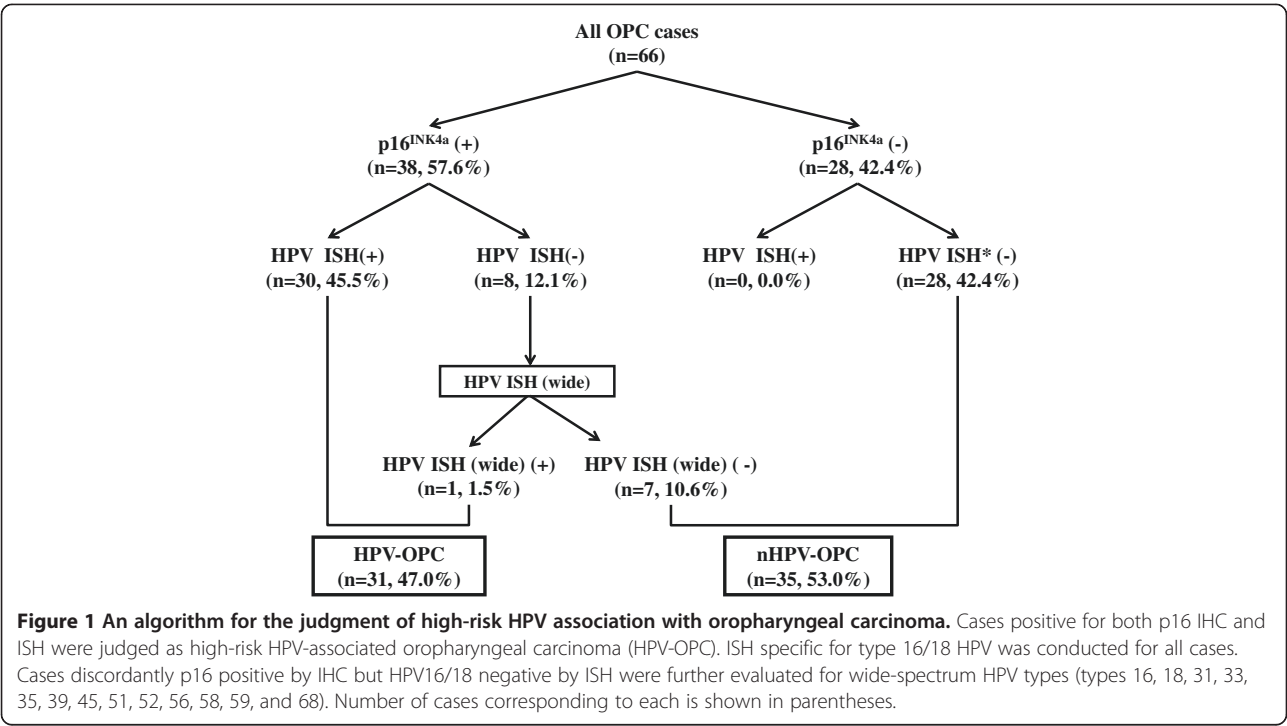 All OPC cases
(n=66)
p16INK4a (+)
(n=38, 57.6%)
p16INK4a (-)
(n=28, 42.4%)
HPV ISH(+)
(n=30, 45.5%)
HPV ISH(-)
(n=8, 12.1%)
HPV ISH(+)
(n=0, 0.0%)
HPV ISH* (-)
(n=28, 42.4%)
HPV ISH (wide)
HPV ISH (wide) (+)
(n=1, 1.5%)
HPV ISH (wide) ( -)
(n=7, 10.6%)
HPV-OPC
(n=31, 47.0%)
nHPV-OPC
(n=35, 53.0%)
Figure 1 An algorithm for the judgment of high-risk HPV association with oropharyngeal carcinoma. Cases positive for both p16 IHC and
ISH were judged as high-risk HPV-associated oropharyngeal carcinoma (HPV-OPC). ISH specific for type 16/18 HPV was conducted for all cases.
Cases discordantly p16 positive by IHC but HPV16/18 negative by ISH were further evaluated for wide-spectrum HPV types (types 16, 18, 31, 33,
35, 39, 45, 51, 52, 56, 58, 59, and 68). Number of cases corresponding to each is shown in parentheses.